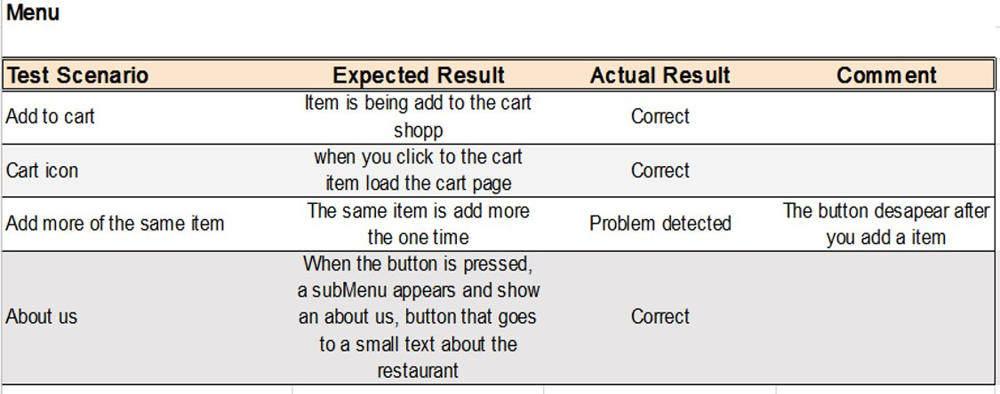 Menu
Test Scenario Expected Result Actual Result Comment
Add to cart
Item is being add to the cart
shopp
Correct
Cart icon
when you click to the cart
item load the cart page
Correct
Add more of the same item
The same item is add more
the one time
Problem detected
The button desapear after
you add a item
About us
When the button is pressed,
a subMenu appears and show
an about us, button that goes
to a small text about the
restaurant
Correct